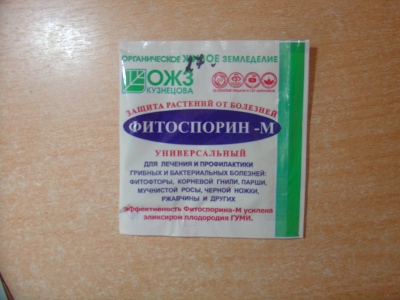 ОРГАНИЧЕСКОЕ ЖИВОЕ ЗЕМЛЕДЕЛИЕ
ОЖЗ
КУЗНЕЦОВА
ЗАЩИТА РАСТЕНИЙ ОТ БОЛЕЗНЕЙ
ФИТОСПОРИН -М
УНИВЕРСАЛЬНЫЙ
ДЛЯ ЛЕЧЕНИЯ И ПРОФИЛАКТИКИ
ГРИБНЫХ И БАКТЕРИАЛЬНЫХ БОЛЕЗНЕЙ:
ФИТОФТОРЫ, КОРНЕВОЙ ГНИЛИ, ПАРШИ,
МУЧНИСТОЙ РОСЫ, ЧЕРНОЙ НОЖКИ,
РЖАВЧИНЫ И ДРУГИХ
эффективность Фитоспорина-М усилена
эликсиром плодородия ГУМИ.